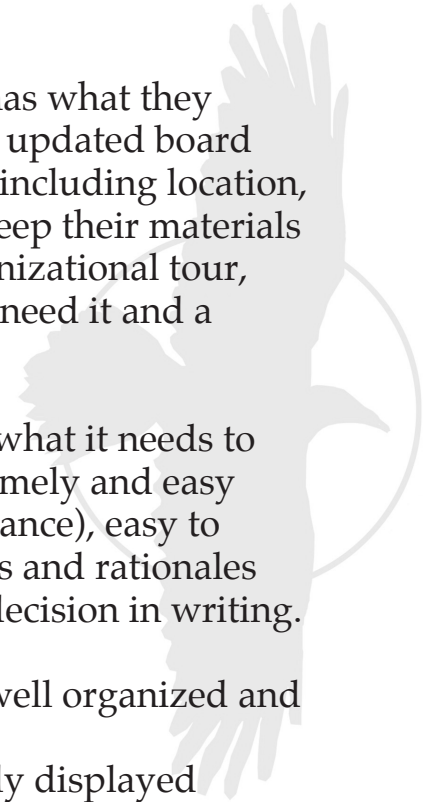 has what they
updated board
including location,
eep their materials
nizational tour,
need it and a
what it needs to
mely and easy
ance), easy to
s and rationales
decision in writing.
well organized and
ly displayed